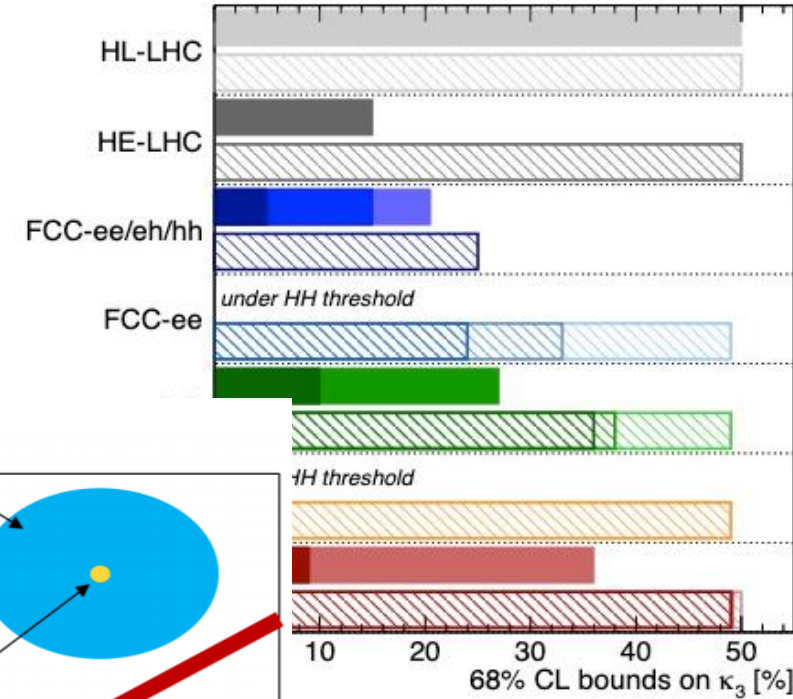 HL-LHC
HE-LHC
FCC-ee/eh/hh
under HH threshold
FCC-ee
HH threshold
10 20 30 40 50
68% CL bounds on κ₃ [%]